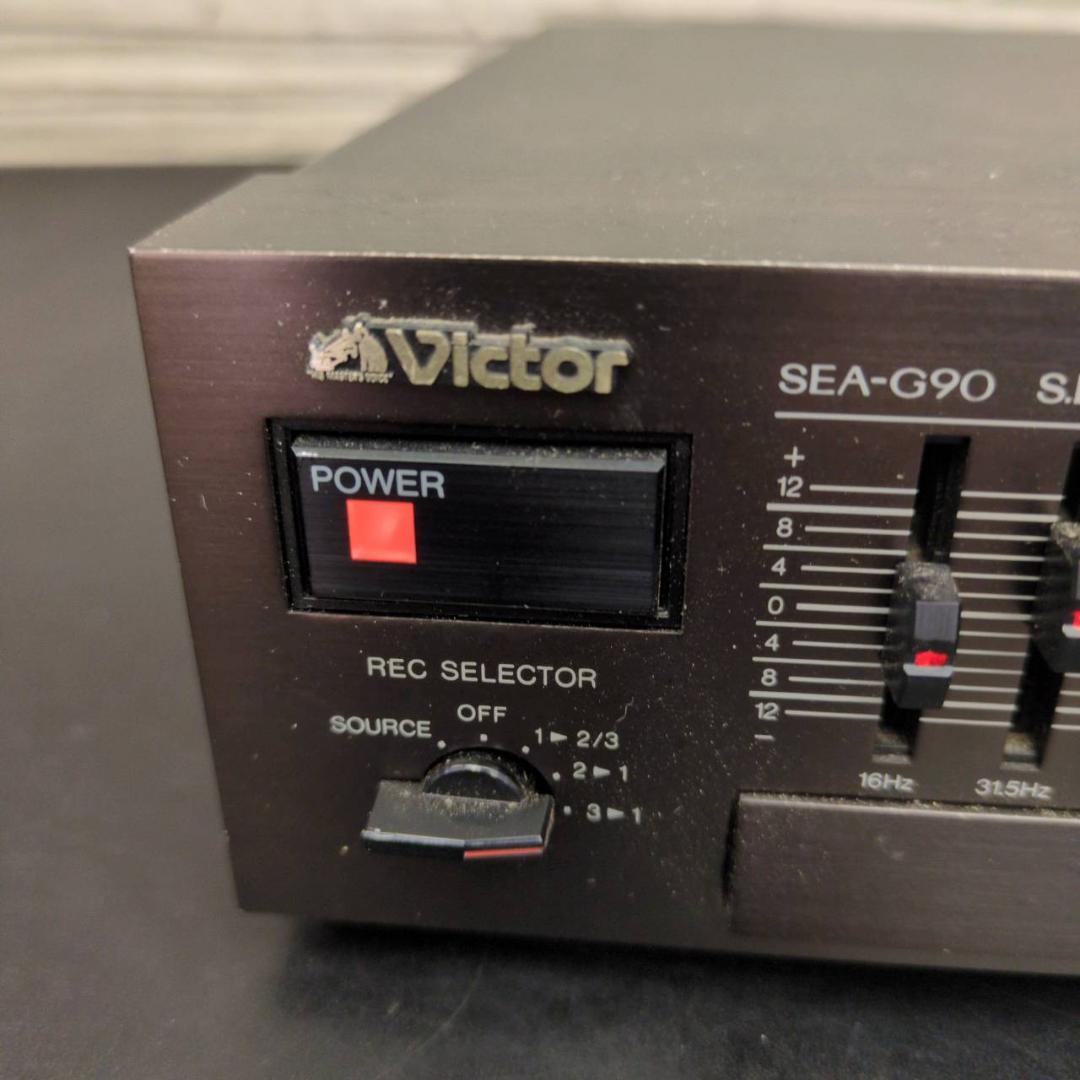 Victor
"HIS MASTER'S VOICE"
SEA-G90
POWER
+
12
8
4
0
4
8
12
-
16Hz 31.5Hz
REC SELECTOR
SOURCE OFF 1►2/3
2►1
3►1